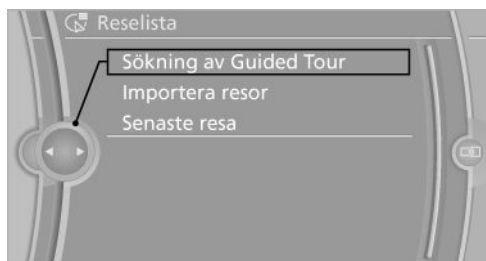 Reselista
Sökning av Guided Tour
Importera resor
Senaste resa